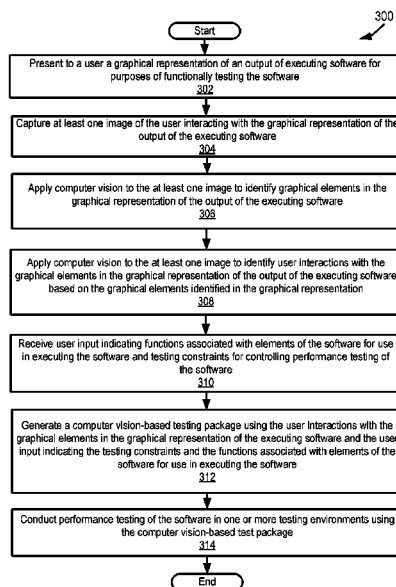 300
Start
Present to a user a graphical representation of an output of executing software for
purposes of functionally testing the software
302
Capture at least one image of the user interacting with the graphical representation of the
output of the executing software
304
Apply computer vision to the at least one image to identify graphical elements in the
graphical representation of the output of the executing software
306
Apply computer vision to the at least one image to identify user interactions with the
graphical elements in the graphical representation of the output of the executing software
based on the graphical elements identified in the graphical representation
308
Receive user input indicating functions associated with elements of the software for use
in executing the software and testing constraints for controlling performance testing of
the software
310
Generate a computer vision-based testing package using the user interactions with the
graphical elements in the graphical representation of the executing software and the user
input indicating the testing constraints and the functions associated with elements of the
software for use in executing the software
312
Conduct performance testing of the software in one or more testing environments using
the computer vision-based test package
314
End